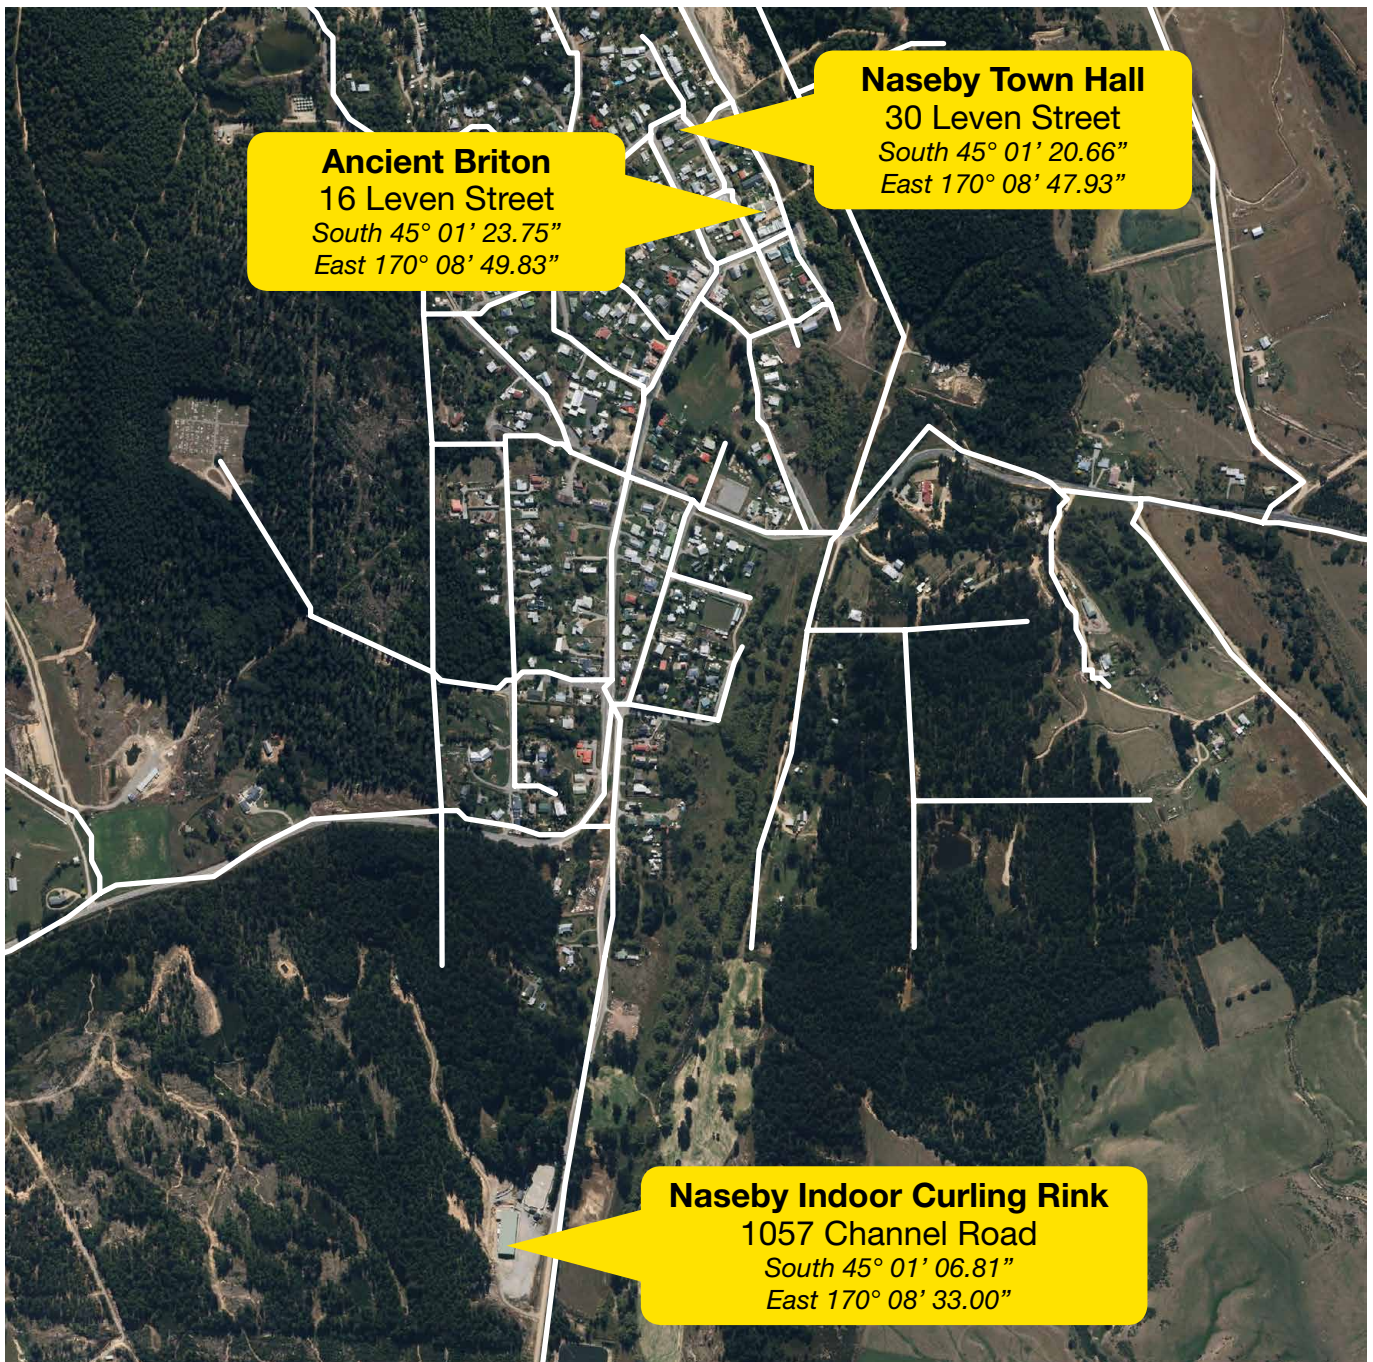 Naseby Town Hall
30 Leven Street
South 45° 01’ 20.66”
East 170° 08’ 47.93”
Ancient Briton
16 Leven Street
South 45° 01’ 23.75”
East 170° 08’ 49.83”
Naseby Indoor Curling Rink
1057 Channel Road
South 45° 01’ 06.81”
East 170° 08’ 33.00”